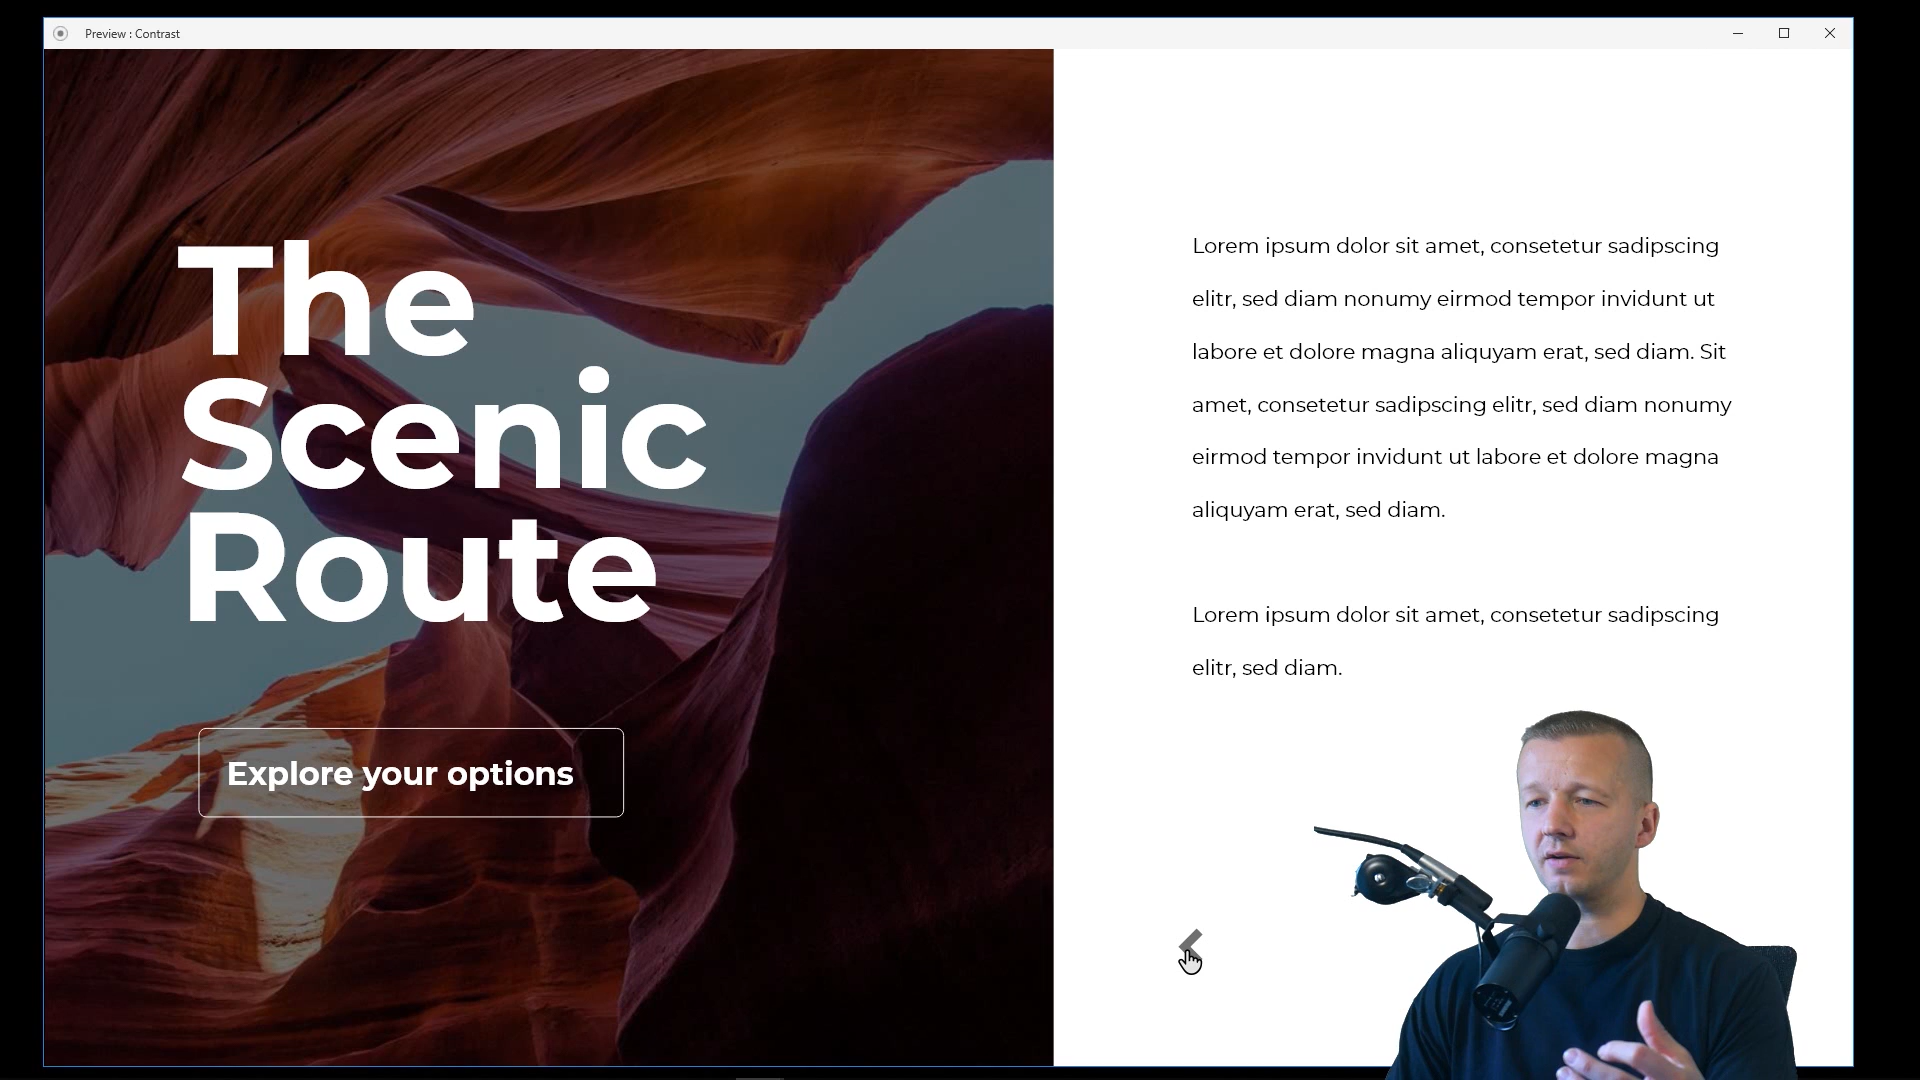 Preview : Contrast
The
Scenic
Route
Explore your options
Lorem ipsum dolor sit amet, consetetur sadipscing
elitr, sed diam nonumy eirmod tempor invidunt ut
labore et dolore magna aliquyam erat, sed diam. Sit
amet, consetetur sadipscing elitr, sed diam nonumy
eirmod tempor invidunt ut labore et dolore magna
aliquyam erat, sed diam.
Lorem ipsum dolor sit amet, consetetur sadipscing
elitr, sed diam.